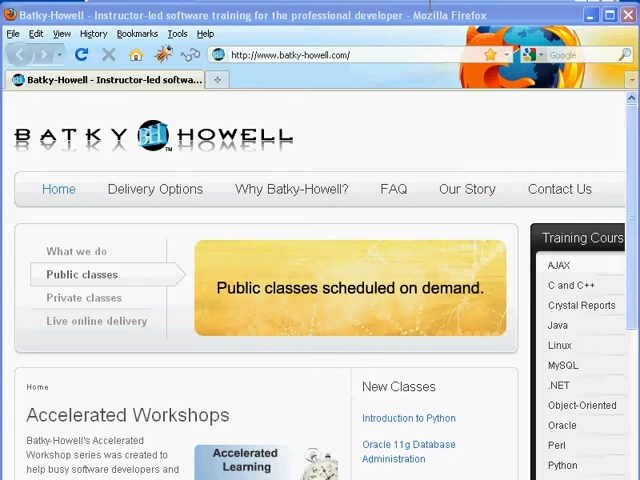 Batky-Howell - Instructor-led software training for the professional developer - Mozilla Firefox
File Edit View History Bookmarks Tools Help
http://www.batky-howell.com/ Google
Batky-Howell - Instructor-led softwa...
BATKY BH HOWELL TM
Home Delivery Options Why Batky-Howell? FAQ Our Story Contact Us
What we do
Public classes
Private classes
Live online delivery
Public classes scheduled on demand.
Training Cours
AJAX
C and C++
Crystal Reports
Java
Linux
MySQL
.NET
Object-Oriented
Oracle
Perl
Python
Home
Accelerated Workshops
Batky-Howell's Accelerated
Workshop series was created to
help busy software developers and
Accelerated
Learning
New Classes
Introduction to Python
Oracle 11g Database
Administration